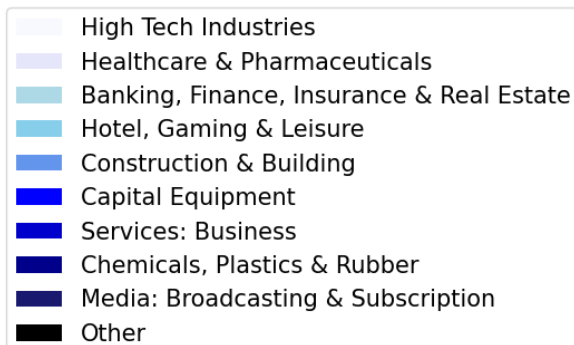 High Tech Industries
Healthcare & Pharmaceuticals
Banking, Finance, Insurance & Real Estate
Hotel, Gaming & Leisure
Construction & Building
Capital Equipment
Services: Business
Chemicals, Plastics & Rubber
Media: Broadcasting & Subscription
Other